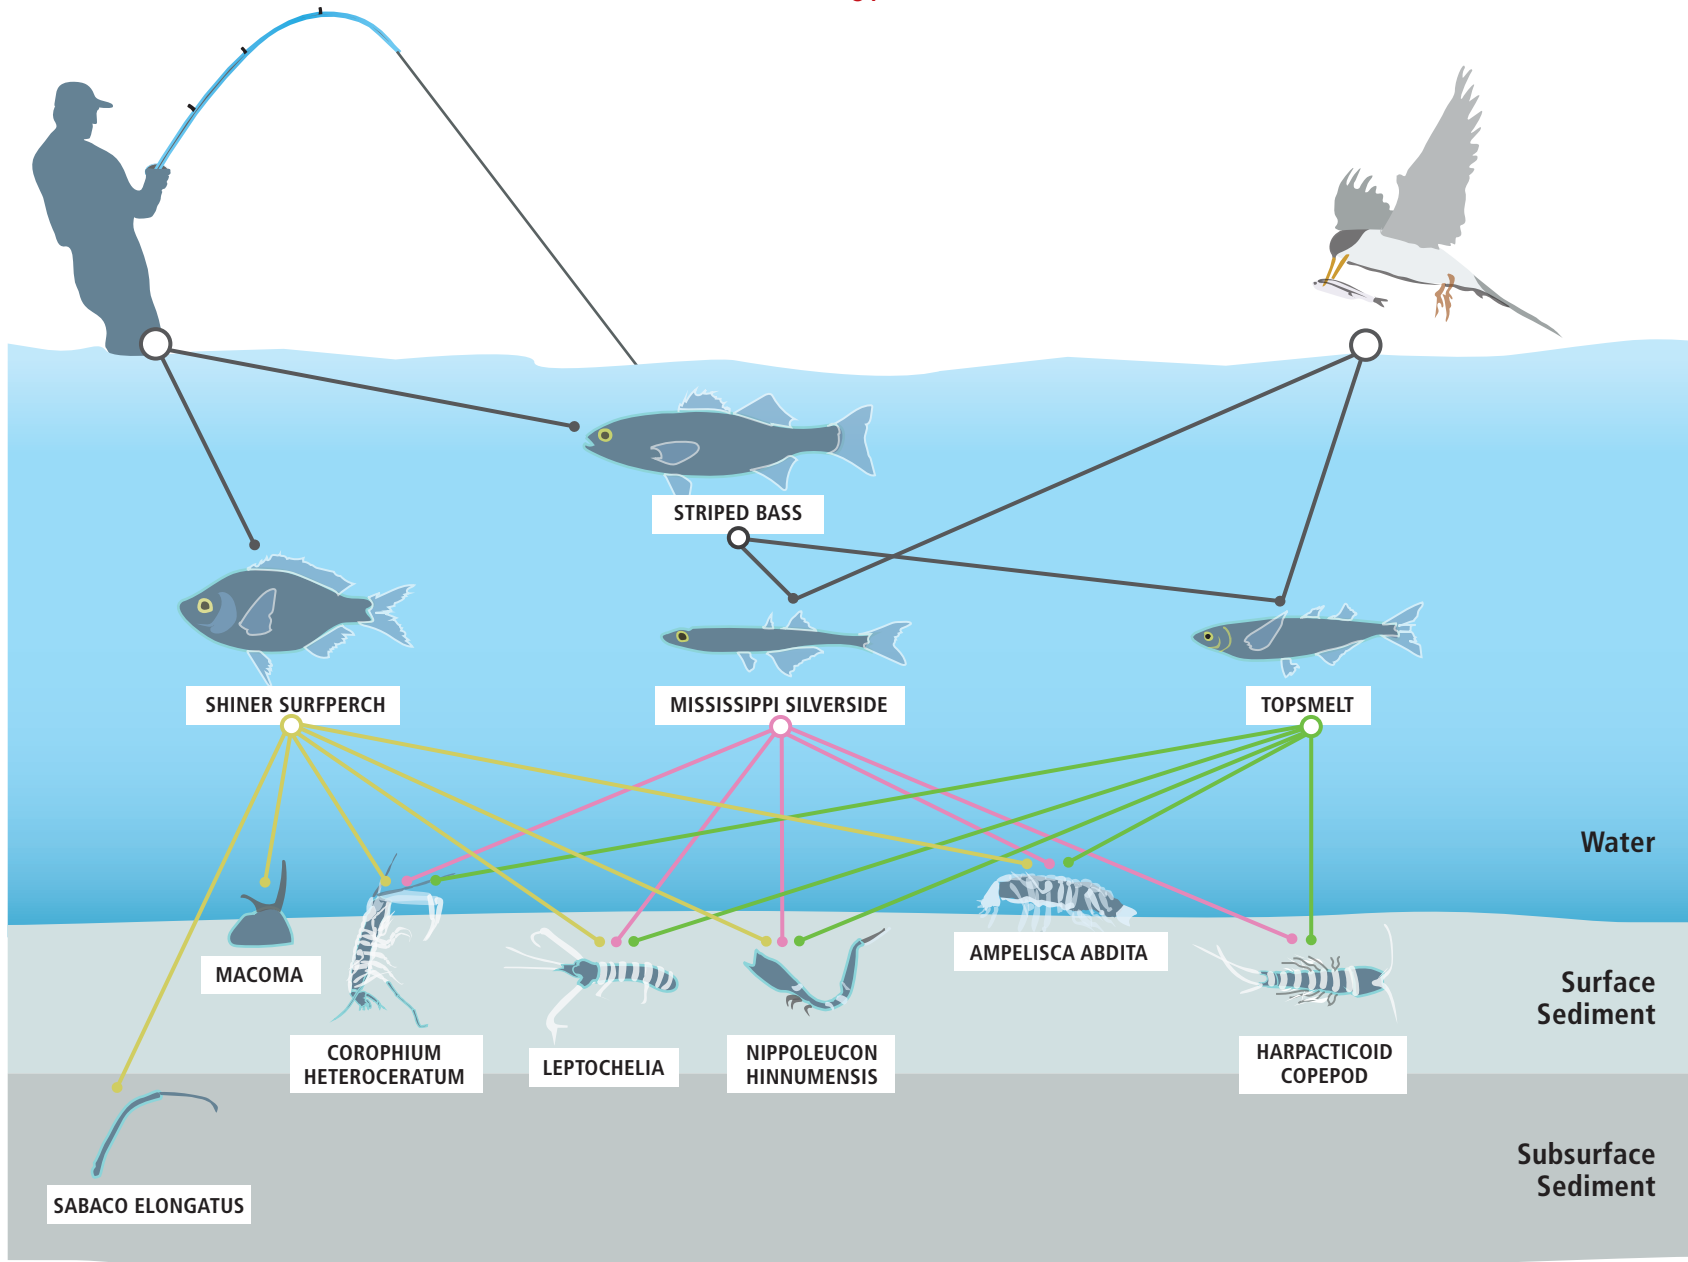 STRIPED BASS
SHINER SURFPERCH
MISSISSIPPI SILVERSIDE
TOPSMELT
Water
MACOMA
AMPELISCA ABDITA
Surface
Sediment
COROPHIUM
HETEROCERATUM
LEPTOCHELIA
NIPPOLEUCON
HINNUMENSIS
HARPACTICOID
COPEPOD
Subsurface
Sediment
SABACO ELONGATUS